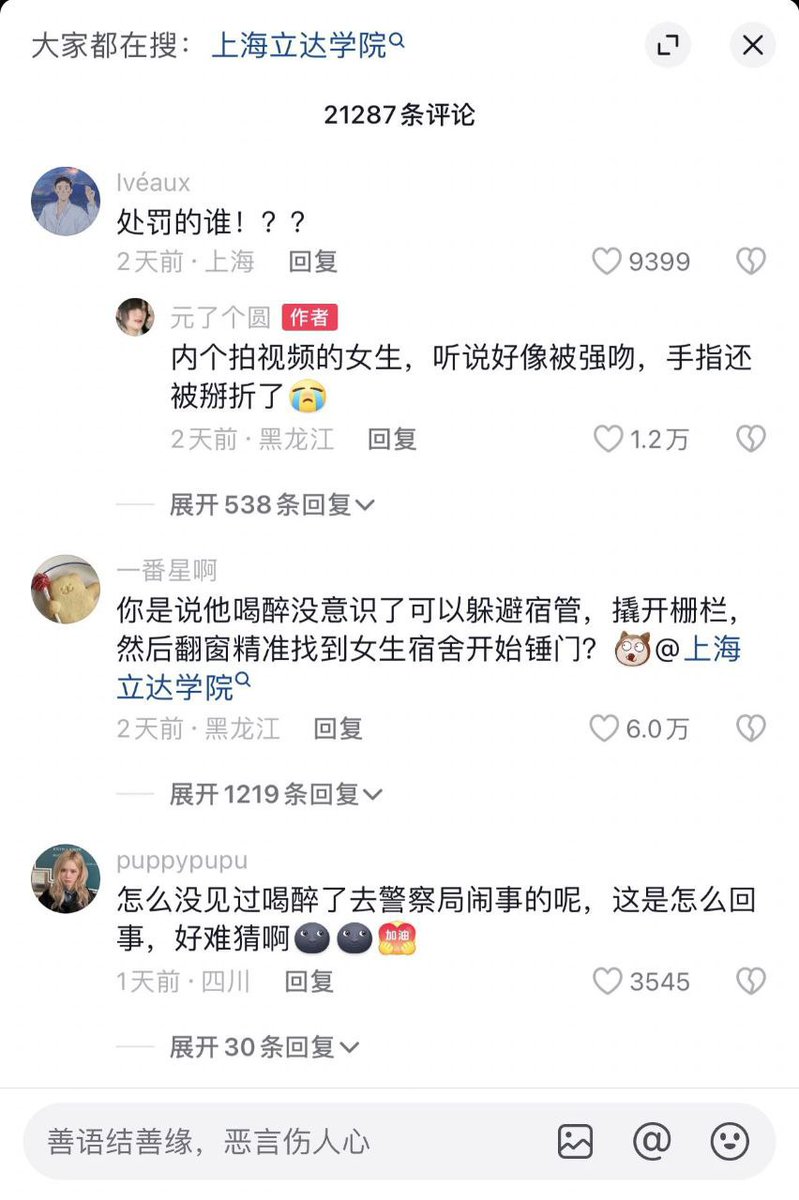 大家都在搜：上海立达学院
21287条评论
lvéaux
处罚的谁！？？
2天前·上海 回复 9399
元了个圆 作者
内个拍视频的女生，听说好像被强吻，手指还
被掰折了
2天前·黑龙江 回复 1.2万
展开538条回复
一番星啊
你是说他喝醉没意识了可以躲避宿管，撬开栅栏，
然后翻窗精准找到女生宿舍开始锤门？@上海
立达学院
2天前·黑龙江 回复 6.0万
展开1219条回复
puppypupu
怎么没见过喝醉了去警察局闹事的呢，这是怎么回
事，好难猜啊加油
1天前·四川 回复 3545
展开30条回复
善语结善缘，恶言伤人心